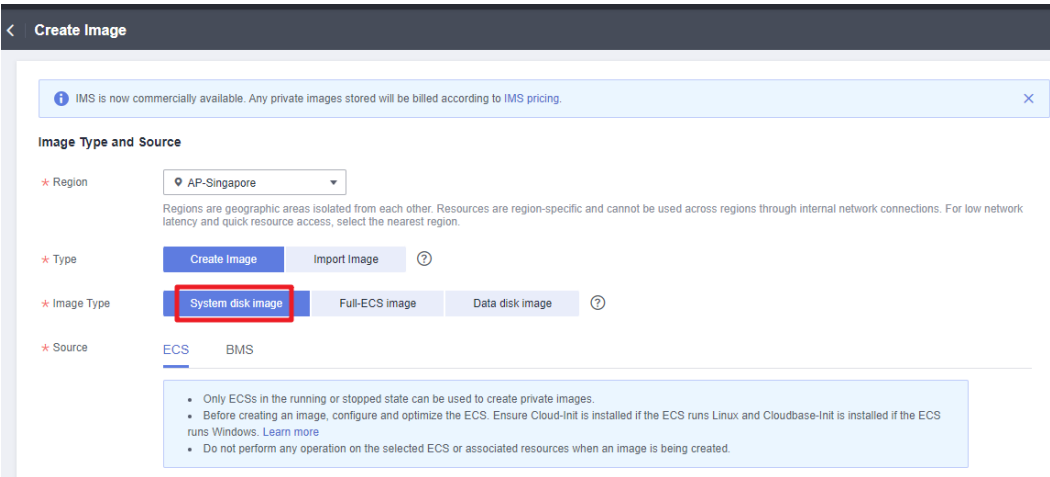 Create Image
IMS is now commercially available. Any private images stored will be billed according to IMS pricing.
Image Type and Source
* Region
AP-Singapore
Regions are geographic areas isolated from each other. Resources are region-specific and cannot be used across regions through internal network connections. For low network
latency and quick resource access, select the nearest region.
* Type
Create Image
Import Image
* Image Type
System disk image
Full-ECS image
Data disk image
* Source
ECS
BMS
• Only ECSs in the running or stopped state can be used to create private images.
• Before creating an image, configure and optimize the ECS. Ensure Cloud-Init is installed if the ECS runs Linux and Cloudbase-Init is installed if the ECS
runs Windows. Learn more
• Do not perform any operation on the selected ECS or associated resources when an image is being created.